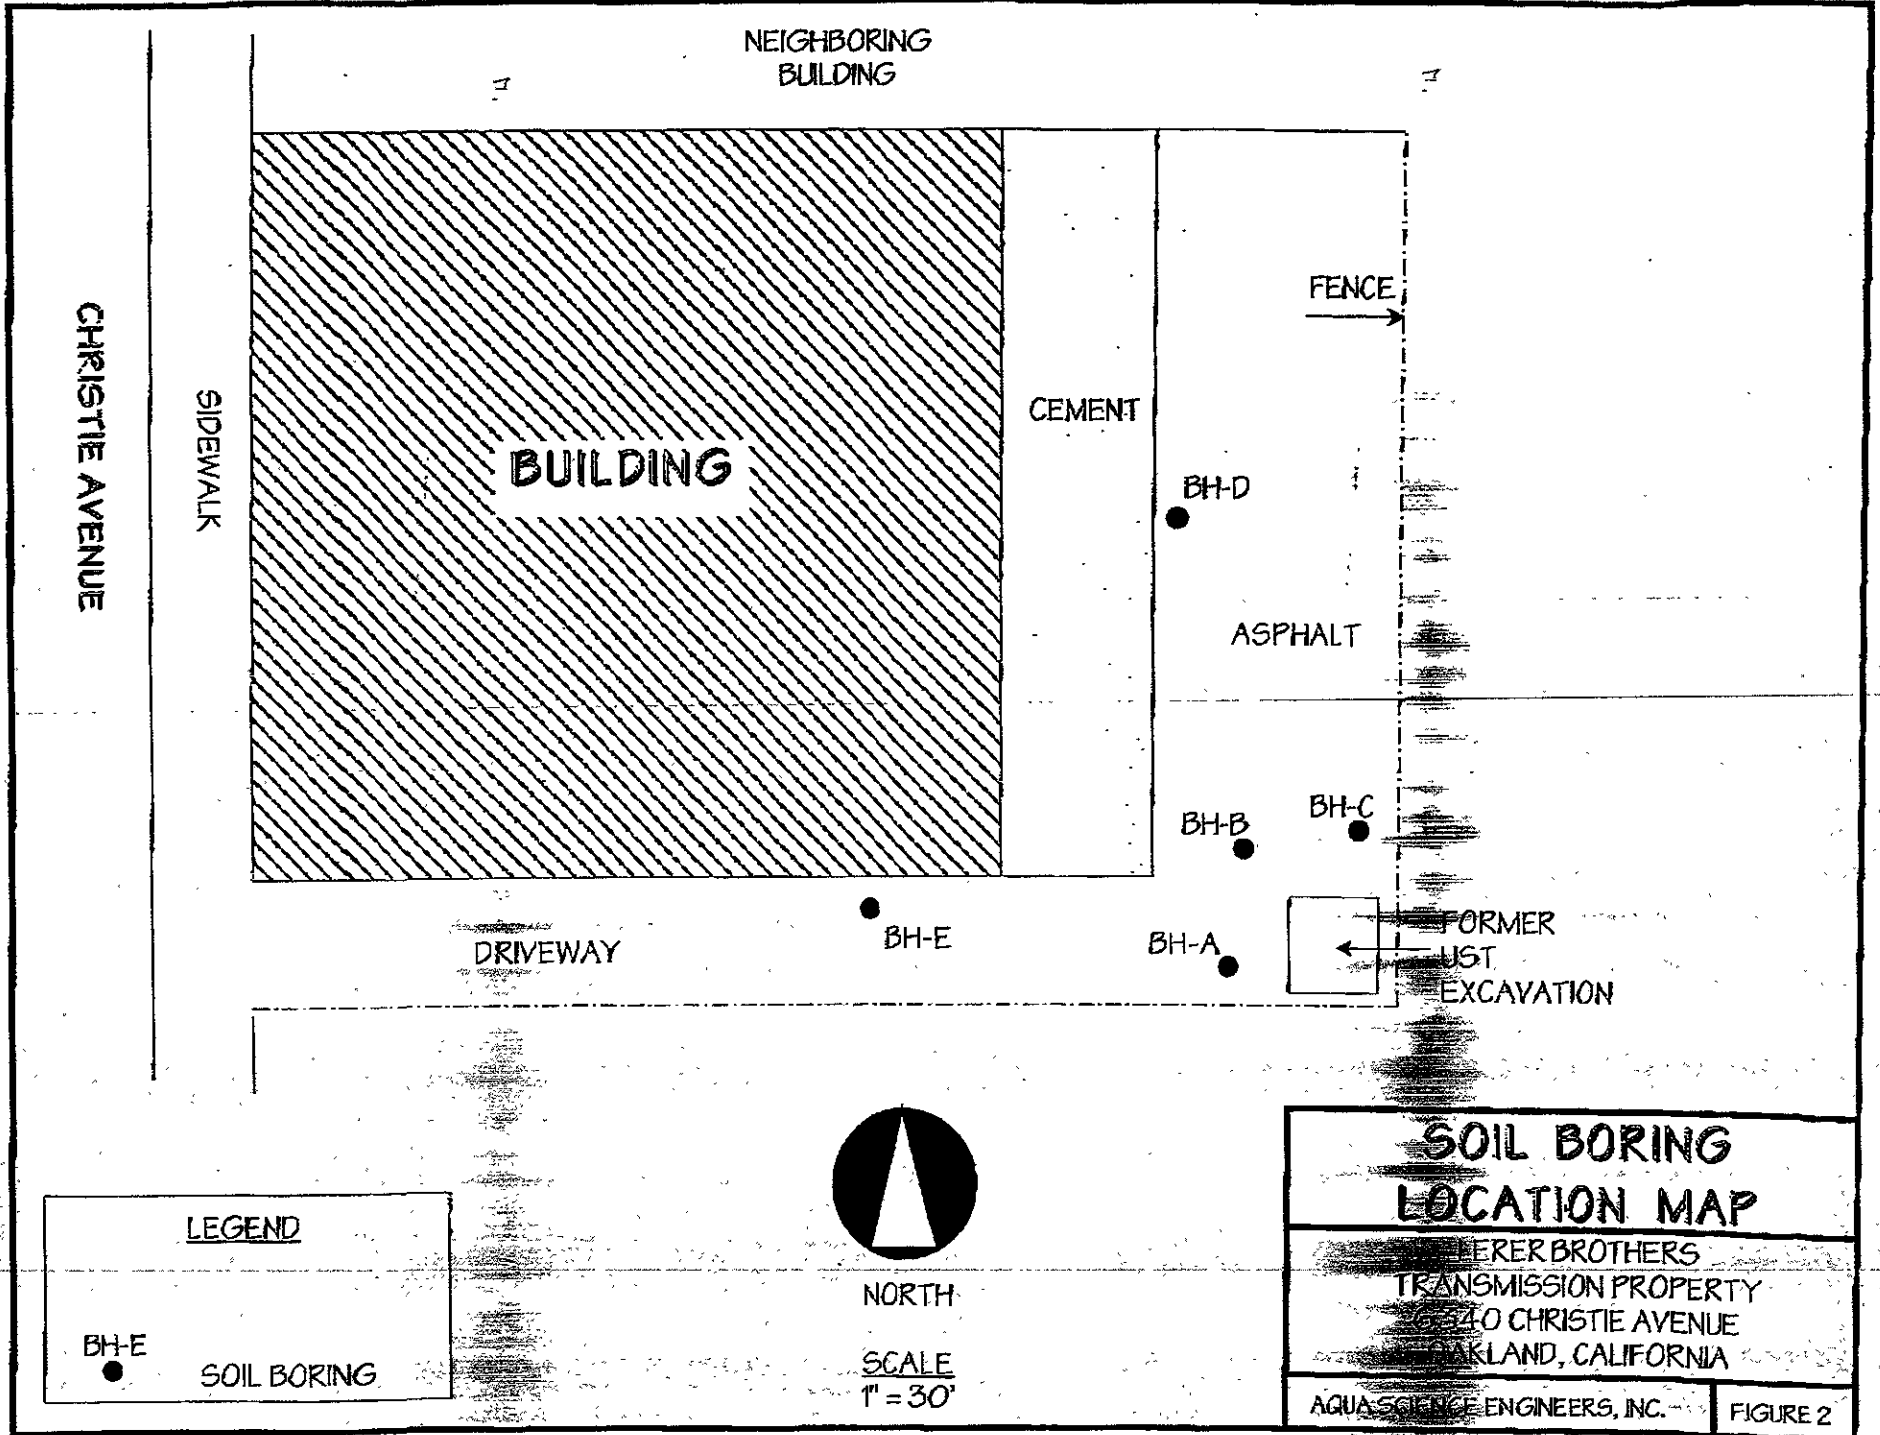 NEIGHBORING
BUILDING
CHRISTIE AVENUE
SIDEWALK
BUILDING
CEMENT
FENCE
BH-D
ASPHALT
BH-B
BH-C
BH-E
BH-A
DRIVEWAY
FORMER
UST
EXCAVATION
LEGEND
BH-E
SOIL BORING
NORTH
SCALE
1" = 30'
SOIL BORING
LOCATION MAP
BROTHERS
TRANSMISSION PROPERTY
CHRISTIE AVENUE
OAKLAND, CALIFORNIA
AQUA SCIENCE ENGINEERS, INC.
FIGURE 2